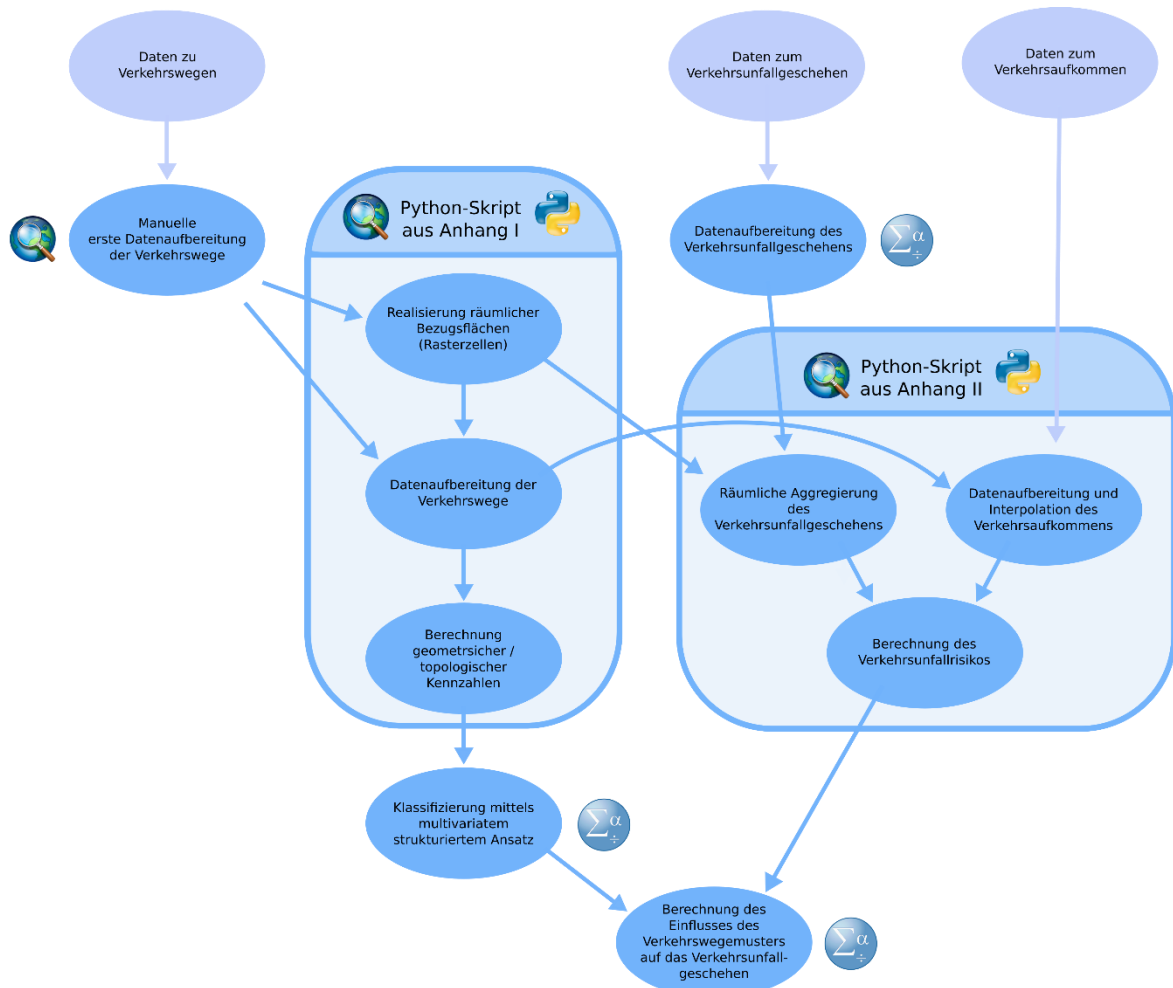 Daten zu
Verkehrswegen
Daten zum
Verkehrsunfallgeschehen
Daten zum
Verkehrsaufkommen
Manuelle
erste Datenaufbereitung
der Verkehrswege
Python-Skript
aus Anhang I
Datenaufbereitung des
Verkehrsunfallgeschehens
Σ α ÷
Realisierung räumlicher
Bezugsflächen
(Rasterzellen)
Python-Skript
aus Anhang II
Datenaufbereitung der
Verkehrswege
Räumliche Aggregierung
des
Verkehrsunfallgeschehens
Datenaufbereitung und
Interpolation des
Verkehrsaufkommens
Berechnung
geometrsicher /
topologischer
Kennzahlen
Berechnung des
Verkehrsunfallrisikos
Klassifizierung mittels
multivariatem
strukturiertem Ansatz
Σ α ÷
Berechnung des
Einflusses des
Verkehrswegemusters
auf das Verkehrsunfall-
geschehen
Σ α ÷